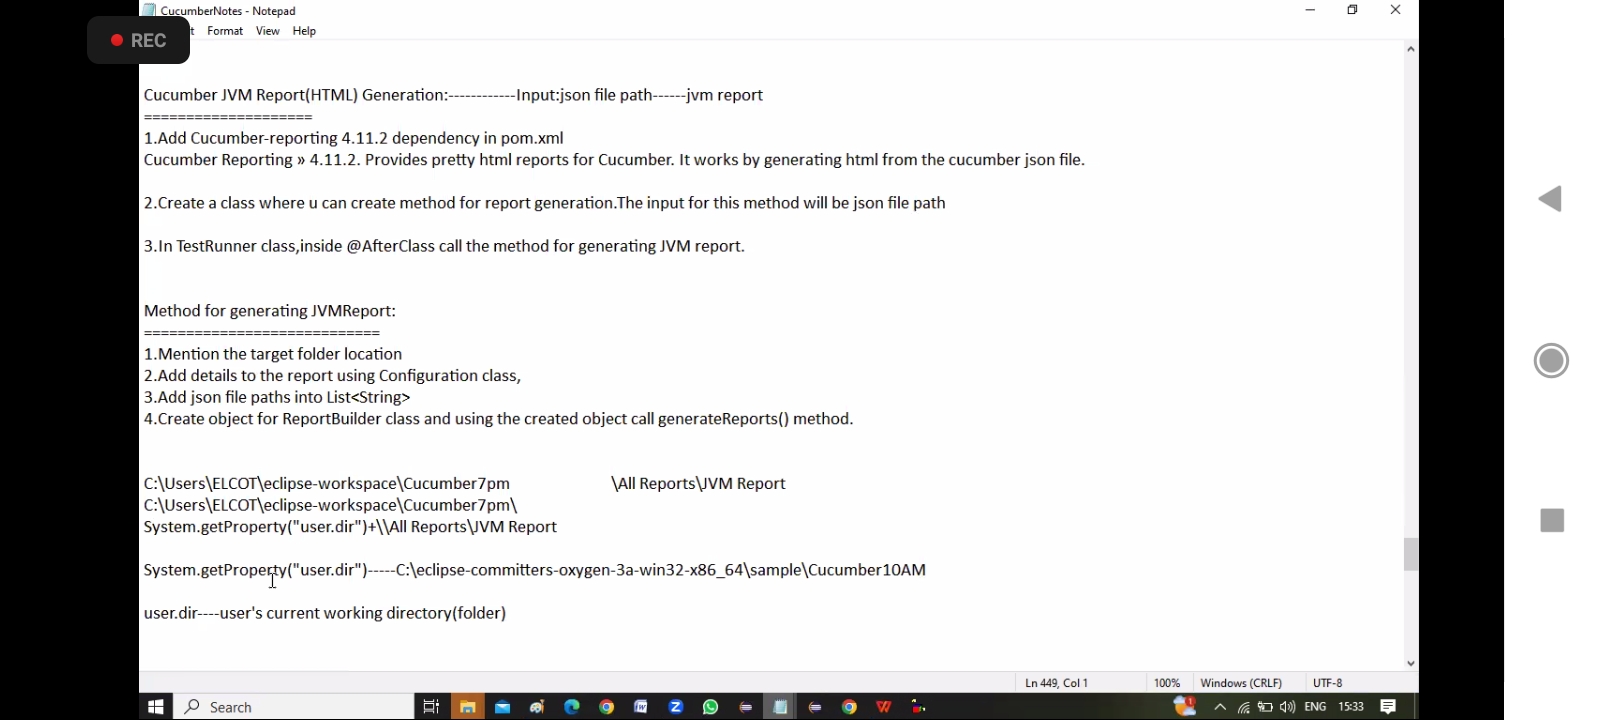 CucumberNotes - Notepad
REC
Format View Help
Cucumber JVM Report(HTML) Generation:------------Input:json file path------jvm report
====================
1.Add Cucumber-reporting 4.11.2 dependency in pom.xml
Cucumber Reporting » 4.11.2. Provides pretty html reports for Cucumber. It works by generating html from the cucumber json file.
2.Create a class where u can create method for report generation.The input for this method will be json file path
3.In TestRunner class,inside @AfterClass call the method for generating JVM report.
Method for generating JVMReport:
============================
1.Mention the target folder location
2.Add details to the report using Configuration class,
3.Add json file paths into List<String>
4.Create object for ReportBuilder class and using the created object call generateReports() method.
C:\Users\ELCOT\eclipse-workspace\Cucumber7pm \All Reports\JVM Report
C:\Users\ELCOT\eclipse-workspace\Cucumber7pm\
System.getProperty("user.dir")+\\All Reports\JVM Report
System.getProperty("user.dir")-----C:\eclipse-committers-oxygen-3a-win32-x86_64\sample\Cucumber10AM
user.dir----user's current working directory(folder)
Ln 449, Col 1 100% Windows (CRLF) UTF-8
Search ENG 15:33